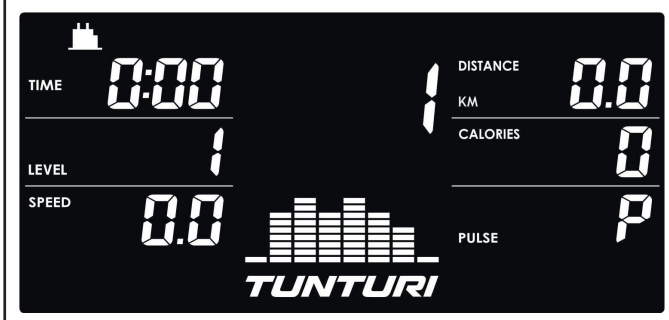 TIME 0:00
LEVEL 1
SPEED 0.0
1
TUNTURI
DISTANCE
KM 0.0
CALORIES 0
PULSE P